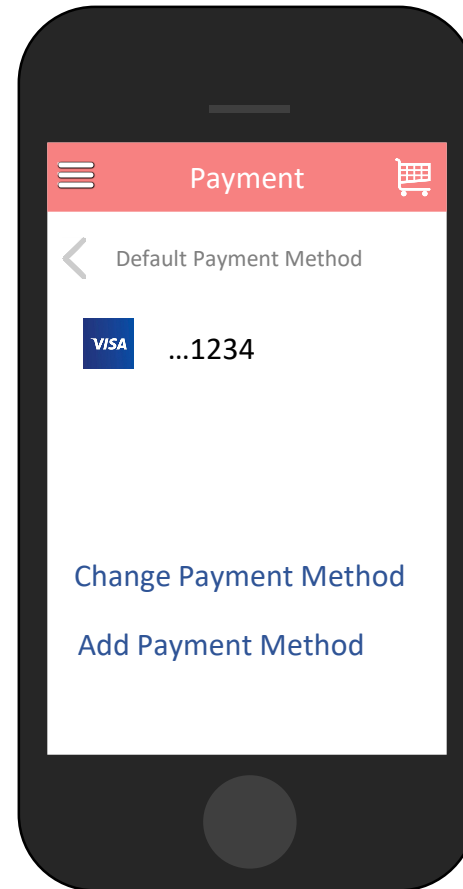 Payment
Default Payment Method
VISA ...1234
Change Payment Method
Add Payment Method